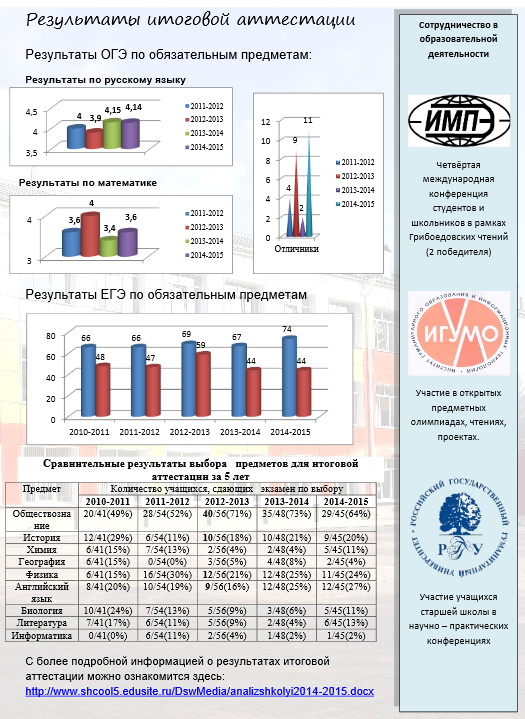 Результаты итоговой аттестации
Результаты ОГЭ по обязательным предметам:
Результаты по русскому языку
4,5
4
3,5
4
3,9
4,15
4,14
2011-2012
2012-2013
2013-2014
2014-2015
Результаты по математике
4
3
3,6
4
3,4
3,6
2011-2012
2012-2013
2013-2014
2014-2015
12
10
8
6
4
2
0
4
9
2
11
Отличники
2011-2012
2012-2013
2013-2014
2014-2015
Результаты ЕГЭ по обязательным предметам
80
60
40
20
0
66
48
66
47
69
59
67
44
74
44
2010-2011 2011-2012 2012-2013 2013-2014 2014-2015
Сравнительные результаты выбора предметов для итоговой
аттестации за 5 лет
Предмет Количество учащихся, сдающих экзамен по выбору
2010-2011 2011-2012 2012-2013 2013-2014 2014-2015
Обществозна 20/41(49%) 28/54(52%) 40/56(71%) 35/48(73%) 29/45(64%)
ние
История 12/41(29%) 6/54(11%) 10/56(18%) 10/48(21%) 9/45(20%)
Химия 6/41(15%) 7/54(13%) 2/56(4%) 2/48(4%) 5/45(11%)
География 6/41(15%) 0/54(0%) 3/56(5%) 4/48(8%) 2/45(4%)
Физика 6/41(15%) 16/54(30%) 12/56(21%) 12/48(25%) 11/45(24%)
Английский 8/41(20%) 10/54(19%) 9/56(16%) 12/48(25%) 12/45(27%)
язык
Биология 10/41(24%) 7/54(13%) 5/56(9%) 3/48(6%) 5/45(11%)
Литература 7/41(17%) 6/54(11%) 5/56(9%) 2/48(4%) 6/45(13%)
Информатика 0/41(0%) 6/54(11%) 2/56(4%) 1/48(2%) 1/45(2%)
С более подробной информацией о результатах итоговой
аттестации можно ознакомится здесь:
http://www.shcool5.edusite.ru/DswMedia/analizshkolyi2014-2015.docx
Сотрудничество в
образовательной
деятельности
ИМПЭ
Четвёртая
международная
конференция
студентов и
школьников в рамках
Грибоедовских чтений
(2 победителя)
ИНСТИТУТ ГУМАНИТАРНОГО ОБРАЗОВАНИЯ И ИНФОРМАЦИОННЫХ ТЕХНОЛОГИЙ
ИГУМО
Участие в открытых
предметных
олимпиадах, чтениях,
проектах.
РОССИЙСКИЙ ГОСУДАРСТВЕННЫЙ ГУМАНИТАРНЫЙ УНИВЕРСИТЕТ
РГГУ
Участие учащихся
старшей школы в
научно – практических
конференциях